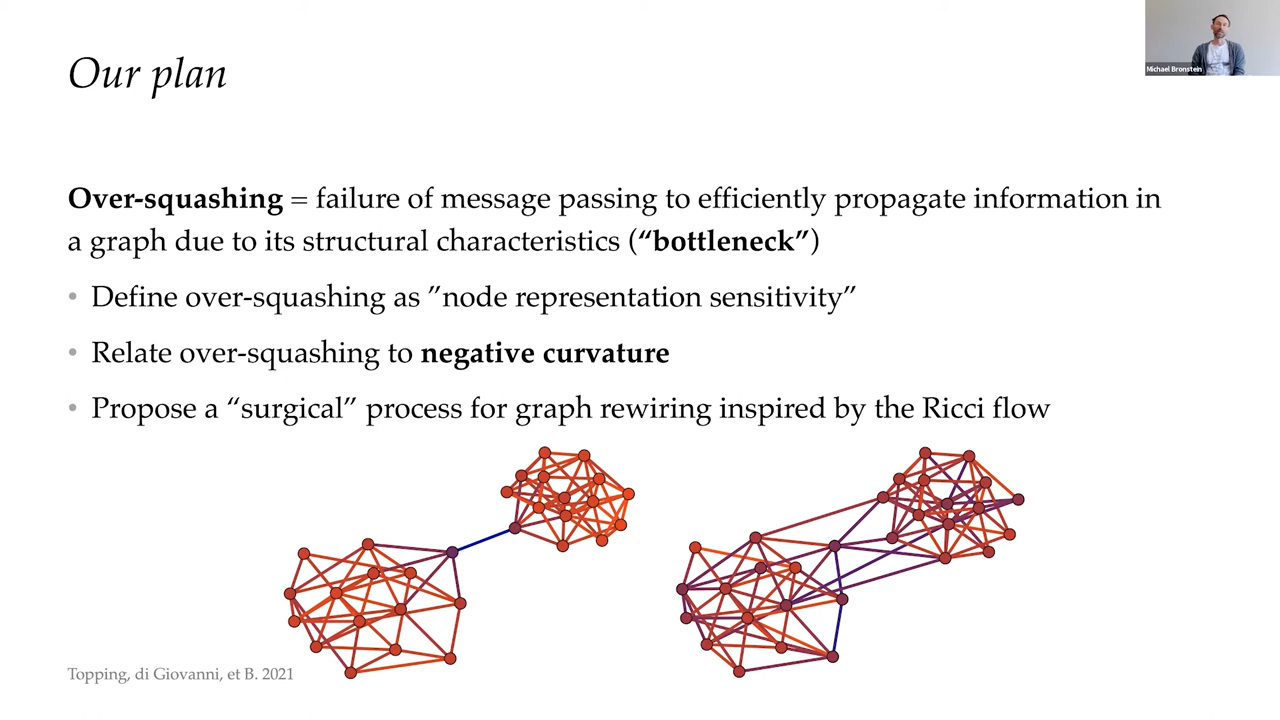 Michael Bronstein
Our plan
Over-squashing = failure of message passing to efficiently propagate information in
a graph due to its structural characteristics (“bottleneck”)
• Define over-squashing as ”node representation sensitivity”
• Relate over-squashing to negative curvature
• Propose a “surgical” process for graph rewiring inspired by the Ricci flow
Topping, di Giovanni, et B. 2021